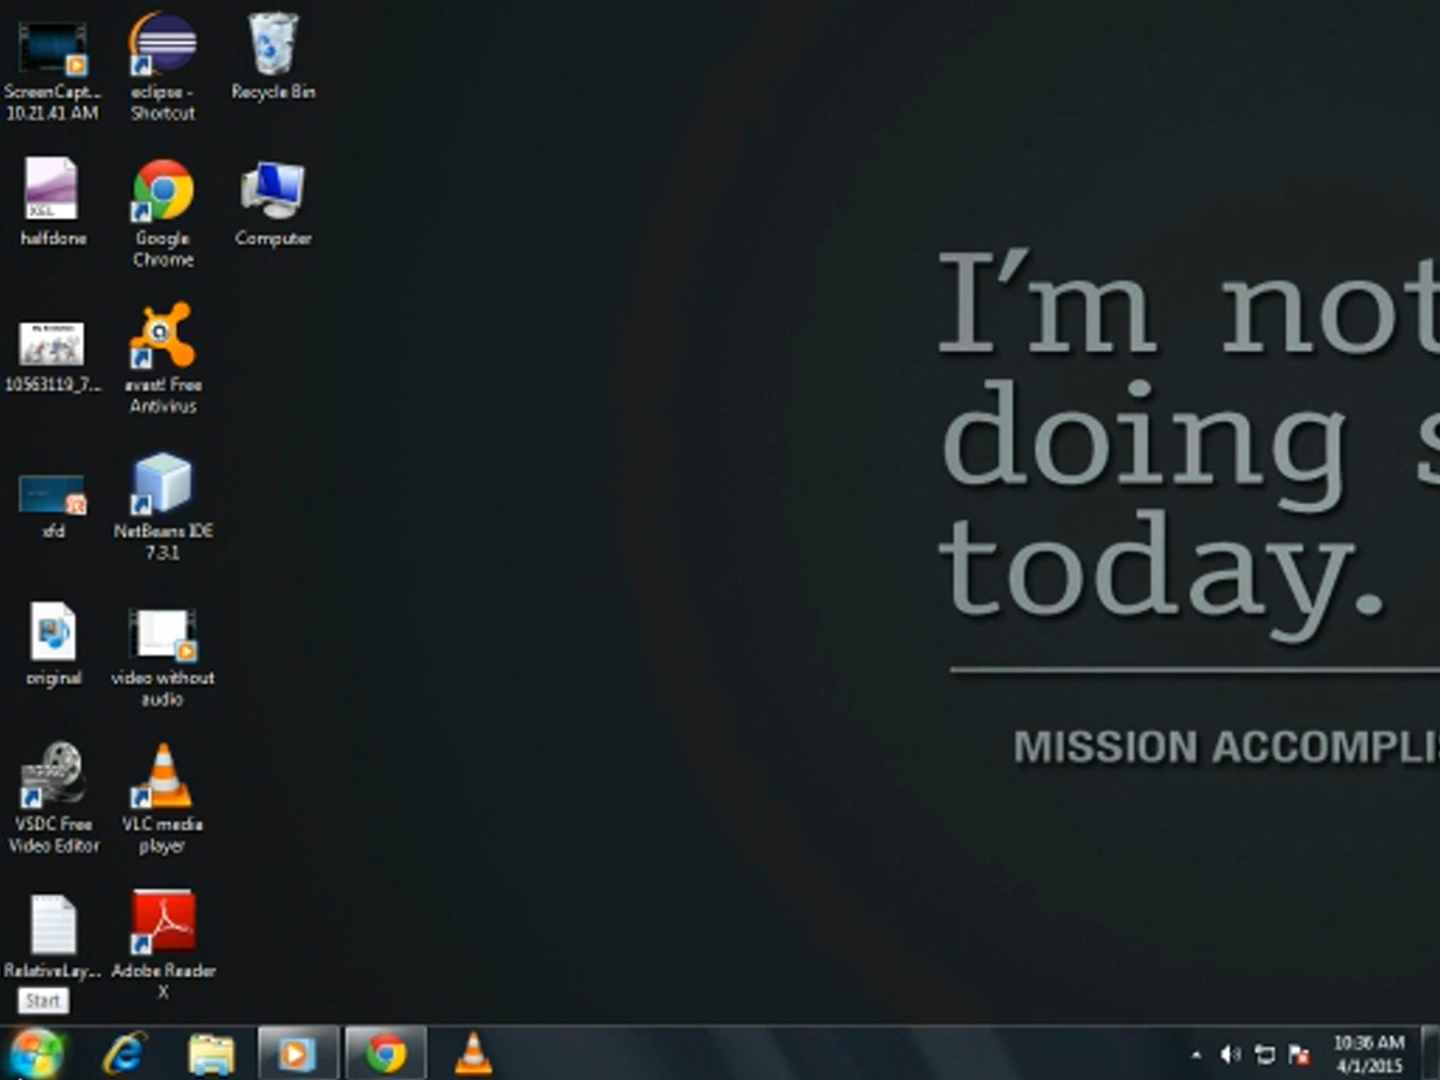 ScreenCapt...
10.21.41 AM
eclipse -
Shortcut
Recycle Bin
XEL
halfdone
Google
Chrome
Computer
10563119_7...
avast! Free
Antivirus
xfd
NetBeans IDE
7.3.1
original
video without
audio
VSDC Free
Video Editor
VLC media
player
RelativeLay...
Adobe Reader
X
Start
I'm not
doing s
today.
MISSION ACCOMPLIS
10:36 AM
4/1/2015